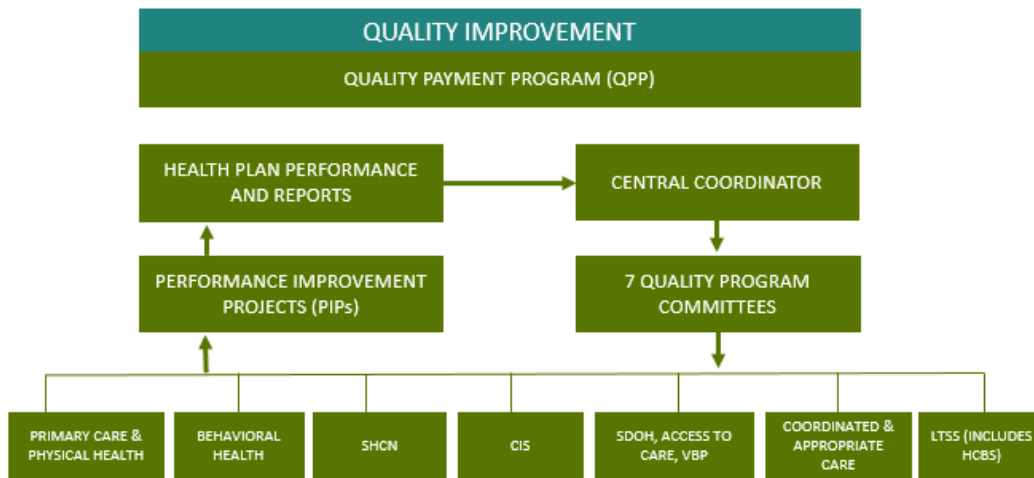 QUALITY IMPROVEMENT
QUALITY PAYMENT PROGRAM (QPP)
HEALTH PLAN PERFORMANCE
AND REPORTS
CENTRAL COORDINATOR
PERFORMANCE IMPROVEMENT
PROJECTS (PIPs)
7 QUALITY PROGRAM
COMMITTEES
PRIMARY CARE &
PHYSICAL HEALTH
BEHAVIORAL
HEALTH
SHCN
CIS
SDOH, ACCESS TO
CARE, VBP
COORDINATED &
APPROPRIATE
CARE
LTSS (INCLUDES
HCBS)